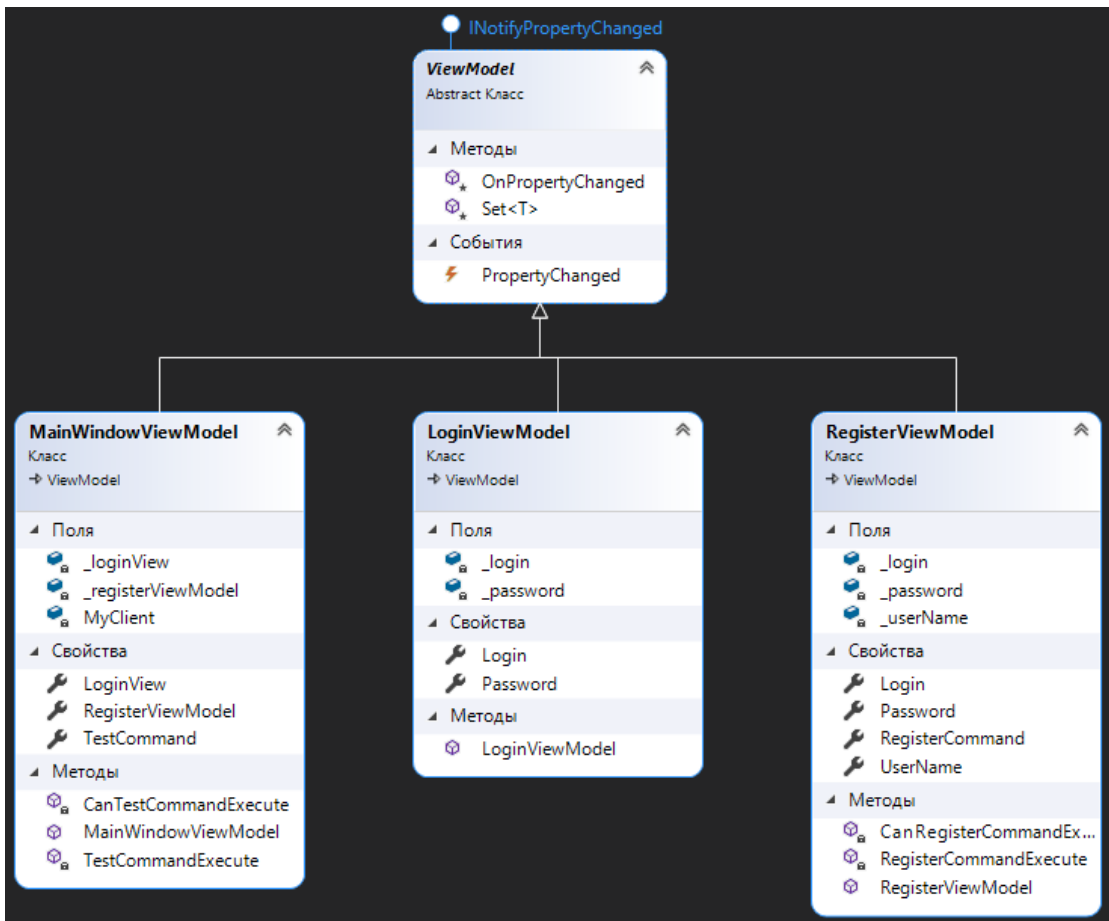 INotifyPropertyChanged
ViewModel
Abstract Класс
Методы
OnPropertyChanged
Set<T>
События
PropertyChanged
MainWindowViewModel
Класс
ViewModel
Поля
_loginView
_registerViewModel
MyClient
Свойства
LoginView
RegisterViewModel
TestCommand
Методы
CanTestCommandExecute
MainWindowViewModel
TestCommandExecute
LoginViewModel
Класс
ViewModel
Поля
_login
_password
Свойства
Login
Password
Методы
LoginViewModel
RegisterViewModel
Класс
ViewModel
Поля
_login
_password
_userName
Свойства
Login
Password
RegisterCommand
UserName
Методы
CanRegisterCommandEx...
RegisterCommandExecute
RegisterViewModel